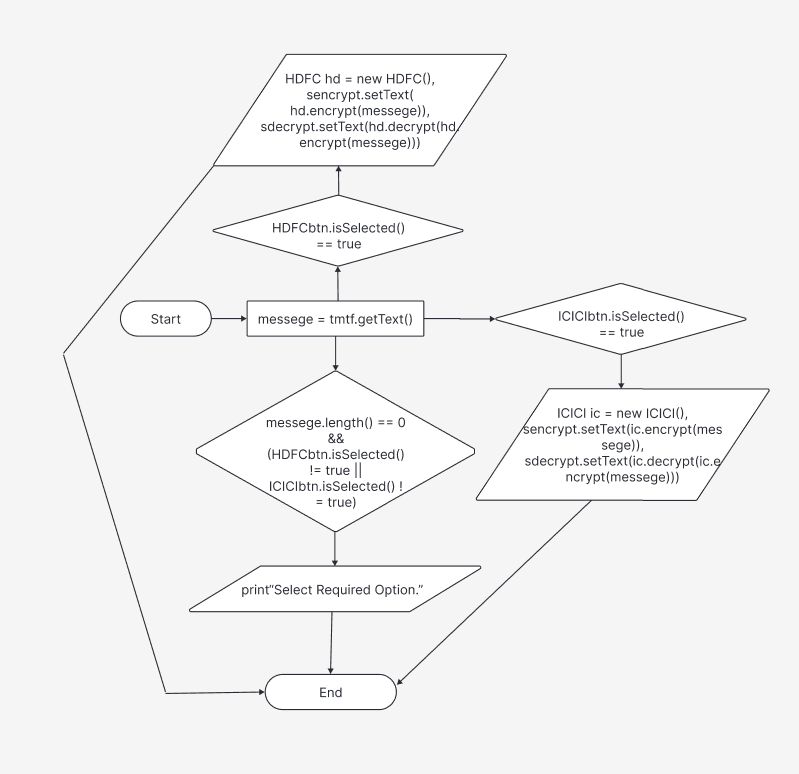 HDFC hd = new HDFC(),
sencrypt.setText(
hd.encrypt(messege)),
sdecrypt.setText(hd.decrypt(hd.
encrypt(messege)))
HDFCbtn.isSelected()
== true
Start
messege = tmtf.getText()
ICICIbtn.isSelected()
== true
messege.length() == 0
&&
(HDFCbtn.isSelected()
!= true ||
ICICIbtn.isSelected() !
= true)
ICICI ic = new ICICI(),
sencrypt.setText(ic.encrypt(mes
sege)),
sdecrypt.setText(ic.decrypt(ic.e
ncrypt(messege)))
print“Select Required Option.”
End